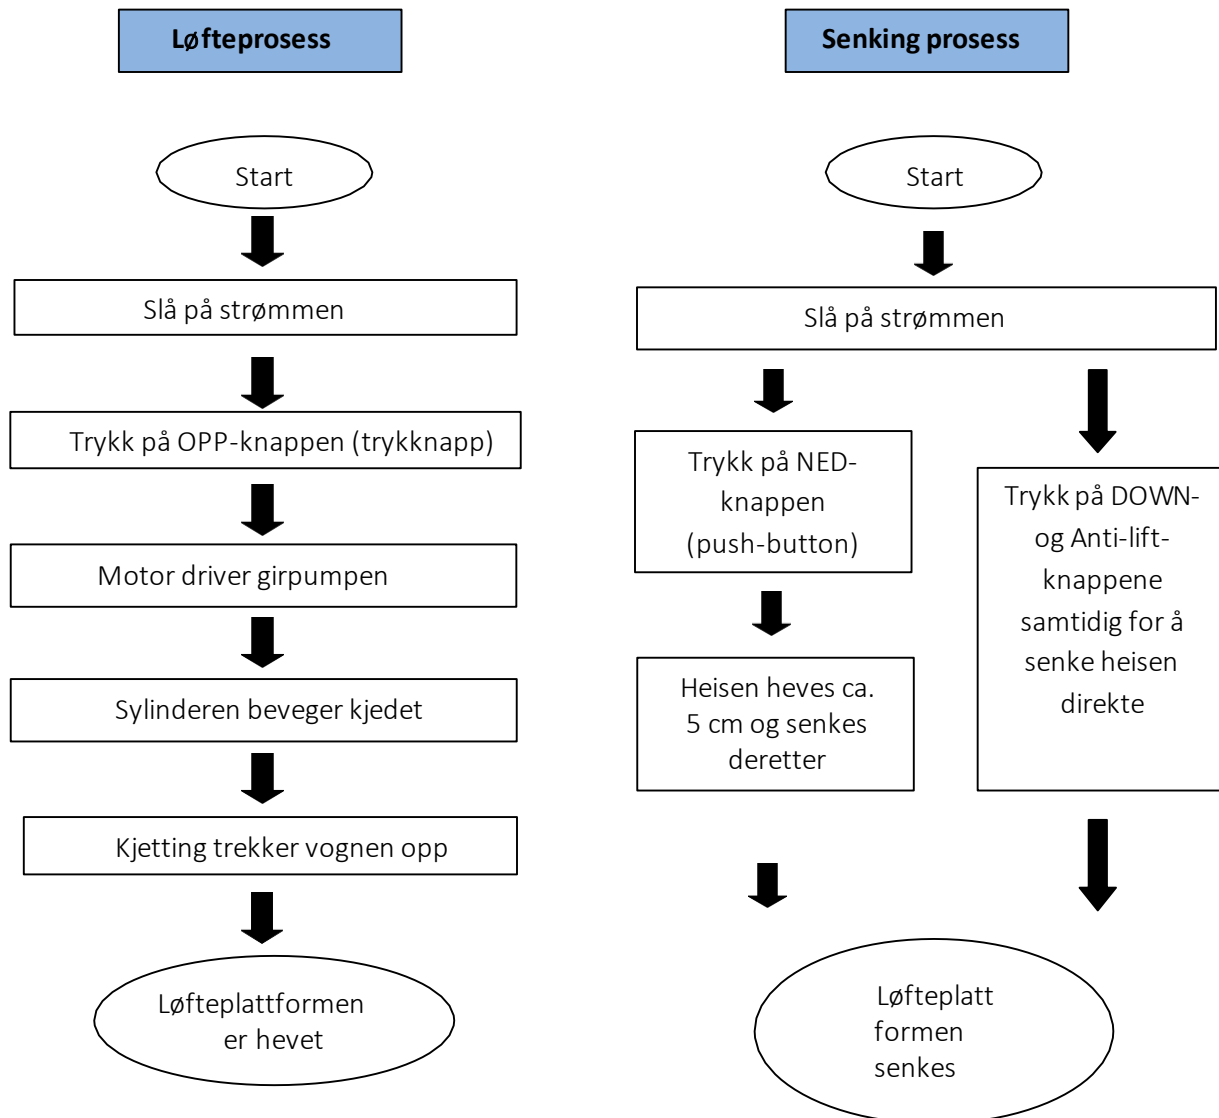 Løfteprosess
Start
Slå på strømmen
Trykk på OPP-knappen (trykknapp)
Motor driver girpumpen
Sylinderen beveger kjedet
Kjetting trekker vognen opp
Løfteplattformen
er hevet
Senking prosess
Start
Slå på strømmen
Trykk på NED-
knappen
(push-button)
Heisen heves ca.
5 cm og senkes
deretter
Trykk på DOWN-
og Anti-lift-
knappene
samtidig for å
senke heisen
direkte
Løfteplatt
formen
senkes